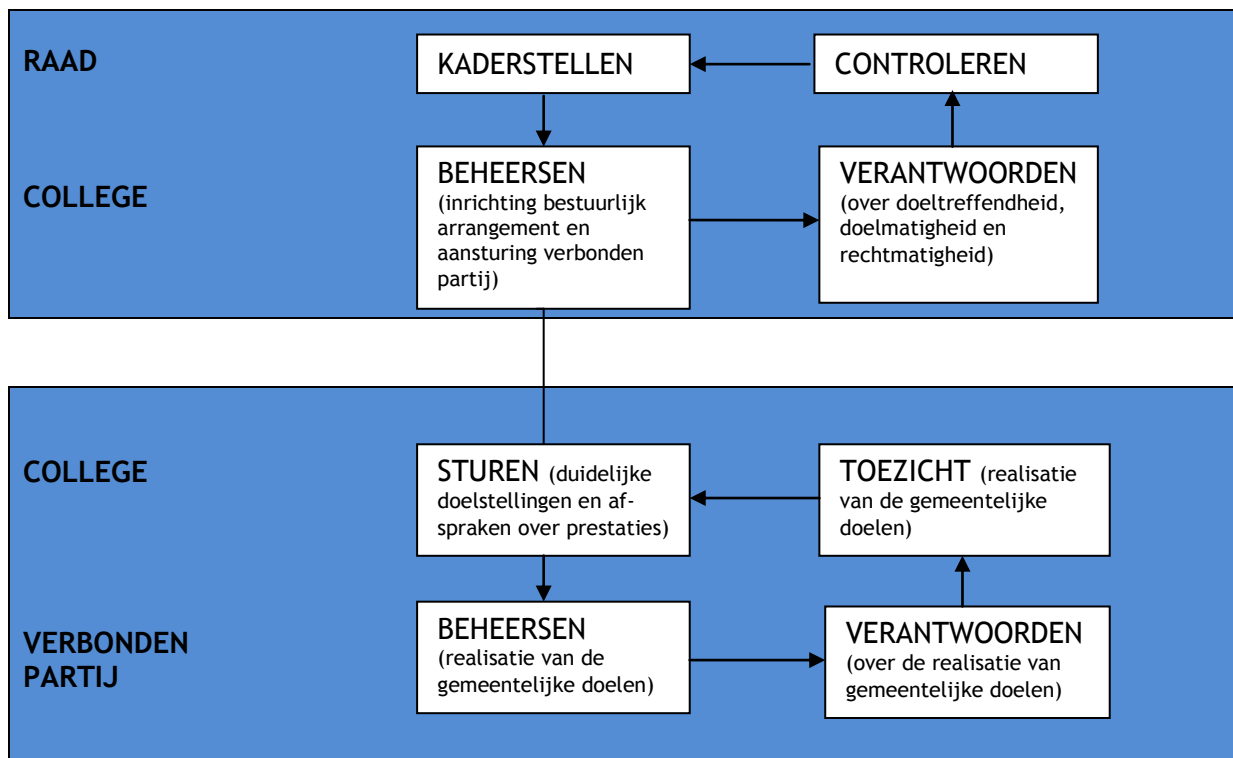 RAAD
KADERSTELLEN
CONTROLEREN
COLLEGE
BEHEERSEN
(inrichting bestuurlijk
arrangement en
aansturing verbonden
partij)
VERANTWOORDEN
(over doeltreffendheid,
doelmatigheid en
rechtmatigheid)
COLLEGE
STUREN (duidelijke
doelstellingen en af-
spraken over prestaties)
TOEZICHT (realisatie
van de gemeentelijke
doelen)
VERBONDEN
PARTIJ
BEHEERSEN
(realisatie van de
gemeentelijke doelen)
VERANTWOORDEN
(over de realisatie van
gemeentelijke doelen)